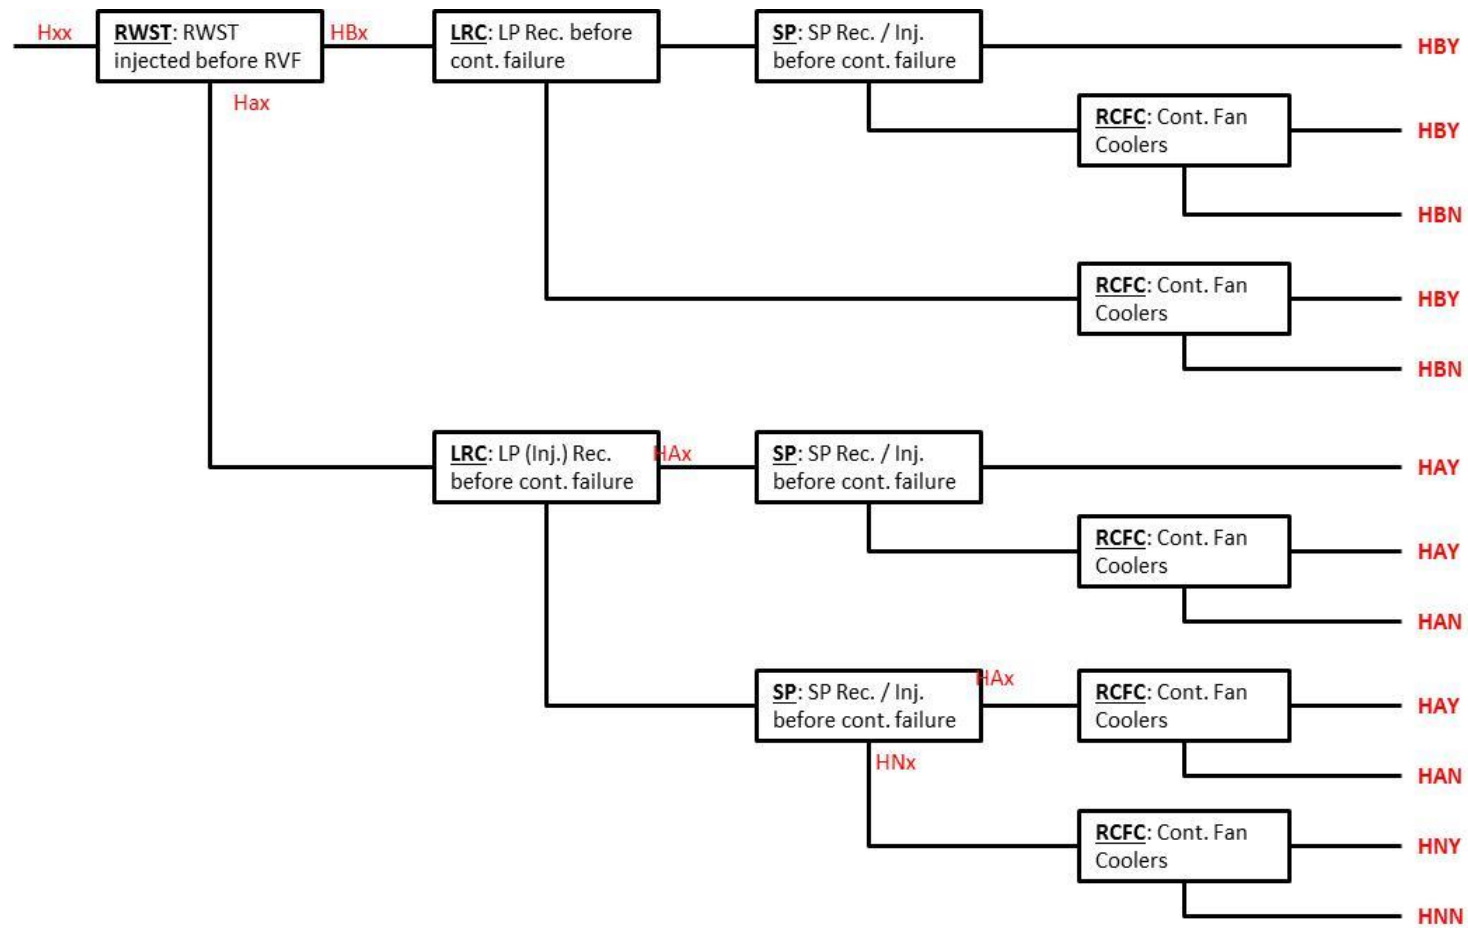 Hxx
RWST: RWST
injected before RVF
HBx
LRC: LP Rec. before
cont. failure
SP: SP Rec. / Inj.
before cont. failure
HBY
Hax
RCFC: Cont. Fan
Coolers
HBY
HBN
RCFC: Cont. Fan
Coolers
HBY
HBN
LRC: LP (Inj.) Rec.
before cont. failure
HAx
SP: SP Rec. / Inj.
before cont. failure
HAY
RCFC: Cont. Fan
Coolers
HAY
HAN
SP: SP Rec. / Inj.
before cont. failure
HAx
RCFC: Cont. Fan
Coolers
HAY
HNx
HAN
RCFC: Cont. Fan
Coolers
HNY
HNN